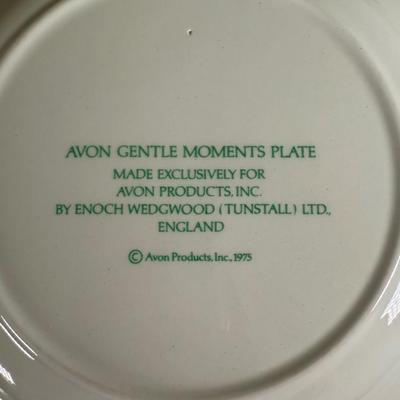 AVON GENTLE MOMENTS PLATE
MADE EXCLUSIVELY FOR
AVON PRODUCTS, INC.
BY ENOCH WEDGWOOD (TUNSTALL) LTD.,
ENGLAND
© Avon Products, Inc., 1975